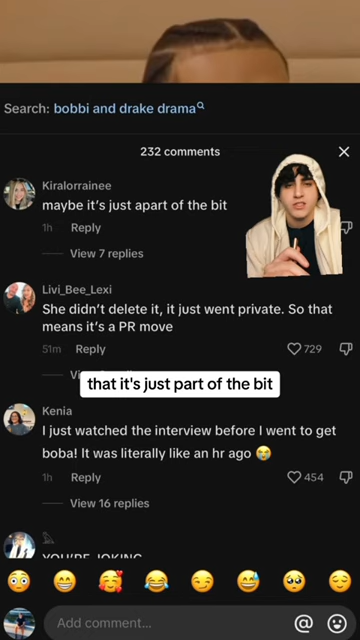 Search: bobbi and drake drama
232 comments
Kiralorrainee
maybe it's just apart of the bit
1h Reply
View 7 replies
Livi_Bee_Lexi
She didn't delete it, it just went private. So that
means it's a PR move
51m Reply 729
that it's just part of the bit
Kenia
I just watched the interview before I went to get
boba! It was literally like an hr ago 😭
1h Reply 454
View 16 replies
YOU'RE JOKING
Add comment...